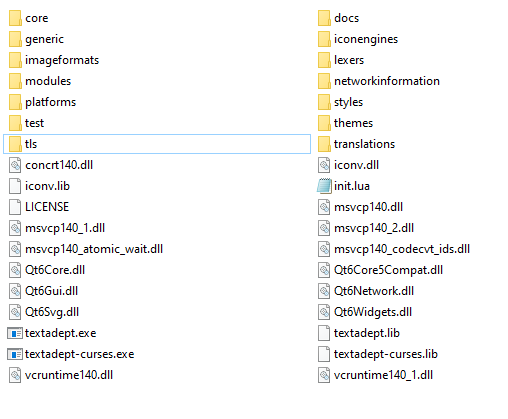 core
docs
generic
iconengines
imageformats
lexers
modules
networkinformation
platforms
styles
test
themes
tls
translations
concrt140.dll
iconv.dll
iconv.lib
init.lua
LICENSE
msvcp140.dll
msvcp140_1.dll
msvcp140_2.dll
msvcp140_atomic_wait.dll
msvcp140_codecvt_ids.dll
Qt6Core.dll
Qt6Core5Compat.dll
Qt6Gui.dll
Qt6Network.dll
Qt6Svg.dll
Qt6Widgets.dll
textadept.exe
textadept.lib
textadept-curses.exe
textadept-curses.lib
vcruntime140.dll
vcruntime140_1.dll